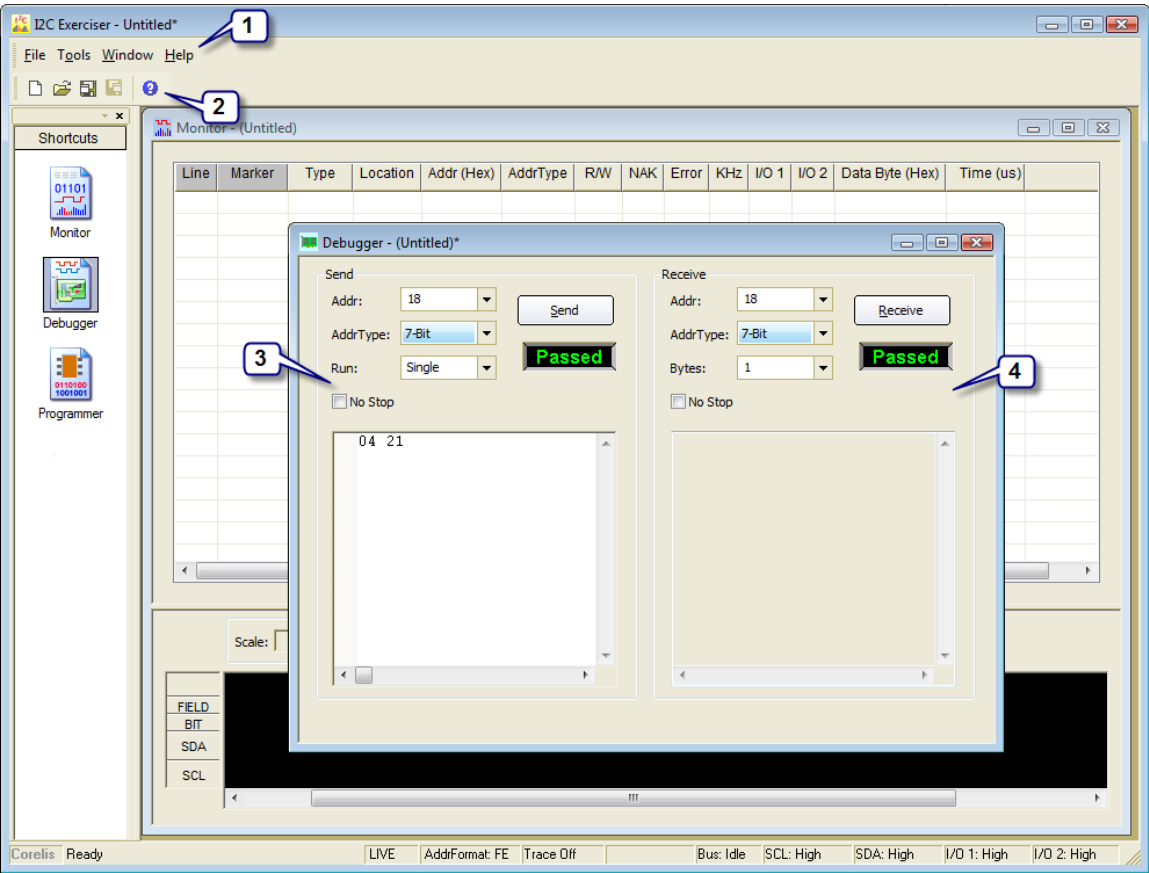 I2C Exerciser - Untitled*
1
File Tools Window Help
2
Shortcuts
Monitor - (Untitled)
Line Marker Type Location Addr (Hex) AddrType R/W NAK Error KHz I/O 1 I/O 2 Data Byte (Hex) Time (us)
01101
Monitor
Debugger
0110100
1001001
Programmer
Debugger - (Untitled)*
Send
Addr: 18 Send
AddrType: 7-Bit
Passed
3
Run: Single
No Stop
04 21
Receive
Addr: 18 Receive
AddrType: 7-Bit
Passed
Bytes: 1
4
No Stop
Scale:
FIELD
BIT
SDA
SCL
Corelis Ready LIVE AddrFormat: FE Trace Off Bus: Idle SCL: High SDA: High I/O 1: High I/O 2: High